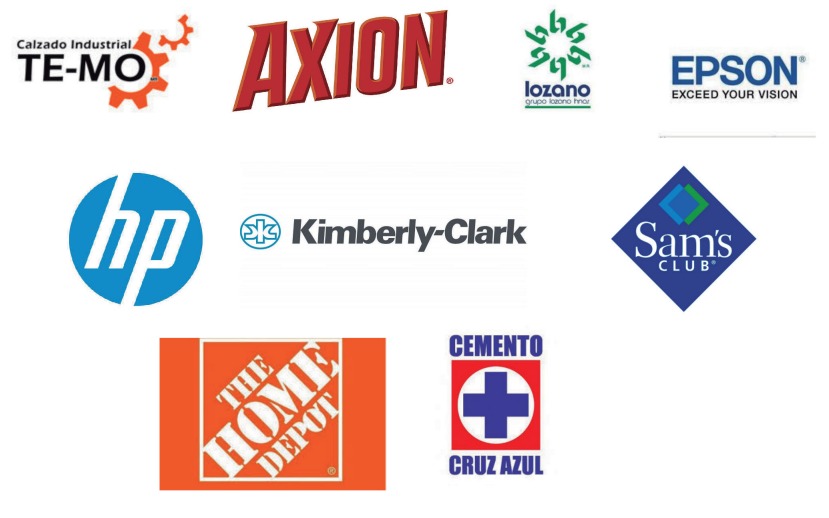 Calzado Industrial
TE-MO
AXION®
lozano
grupo lozano hnos
EPSON®
EXCEED YOUR VISION
hp
Kimberly-Clark
Sam's
CLUB®
THE
HOME
DEPOT®
CEMENTO
CRUZ AZUL